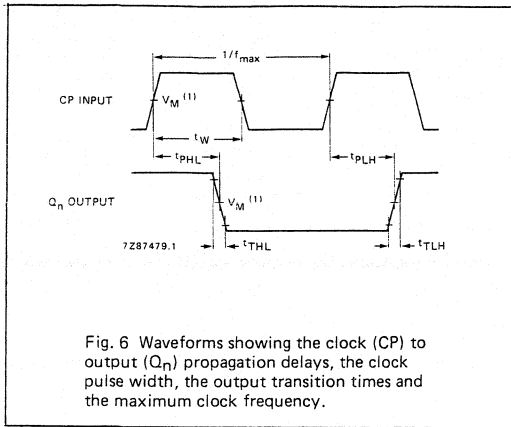 1/fmax
CP INPUT
VM (1)
tW
tPHL
tPLH
Qn OUTPUT
VM (1)
7Z87479.1
tTHL
tTLH
Fig. 6 Waveforms showing the clock (CP) to
output (Qn) propagation delays, the clock
pulse width, the output transition times and
the maximum clock frequency.